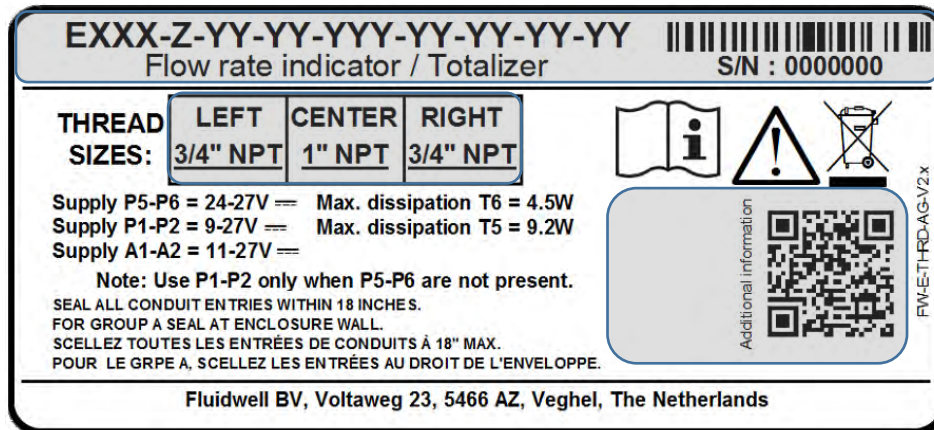 EXXX-Z-YY-YY-YYY-YY-YY-YY-YY
Flow rate indicator / Totalizer
S/N : 0000000
THREAD SIZES:
LEFT CENTER RIGHT
3/4" NPT 1" NPT 3/4" NPT
i
Supply P5-P6 = 24-27V ⎓ Max. dissipation T6 = 4.5W
Supply P1-P2 = 9-27V ⎓ Max. dissipation T5 = 9.2W
Supply A1-A2 = 11-27V ⎓
Note: Use P1-P2 only when P5-P6 are not present.
SEAL ALL CONDUIT ENTRIES WITHIN 18 INCHES.
FOR GROUP A SEAL AT ENCLOSURE WALL.
SCELLEZ TOUTES LES ENTRÉES DE CONDUITS À 18" MAX.
POUR LE GRPE A, SCELLEZ LES ENTRÉES AU DROIT DE L'ENVELOPPE.
Additional information
FW-E-THRD-AG-V2.x
Fluidwell BV, Voltaweg 23, 5466 AZ, Veghel, The Netherlands